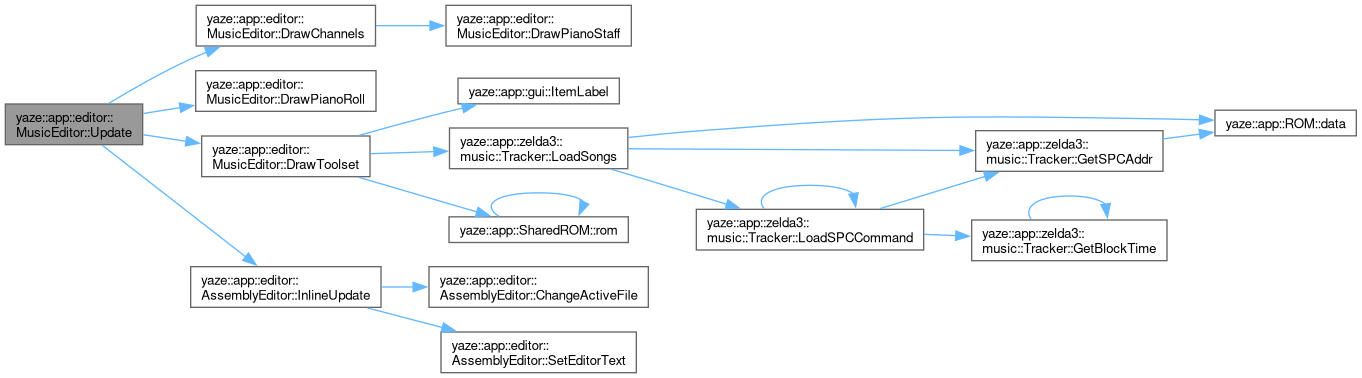 yaze::app::editor::
MusicEditor::Update
yaze::app::editor::
MusicEditor::DrawChannels
yaze::app::editor::
MusicEditor::DrawPianoStaff
yaze::app::editor::
MusicEditor::DrawPianoRoll
yaze::app::editor::
MusicEditor::DrawToolset
yaze::app::gui::ItemLabel
yaze::app::zelda3::
music::Tracker::LoadSongs
yaze::app::SharedROM::rom
yaze::app::zelda3::
music::Tracker::LoadSPCCommand
yaze::app::zelda3::
music::Tracker::GetSPCAddr
yaze::app::ROM::data
yaze::app::zelda3::
music::Tracker::GetBlockTime
yaze::app::editor::
AssemblyEditor::InlineUpdate
yaze::app::editor::
AssemblyEditor::ChangeActiveFile
yaze::app::editor::
AssemblyEditor::SetEditorText